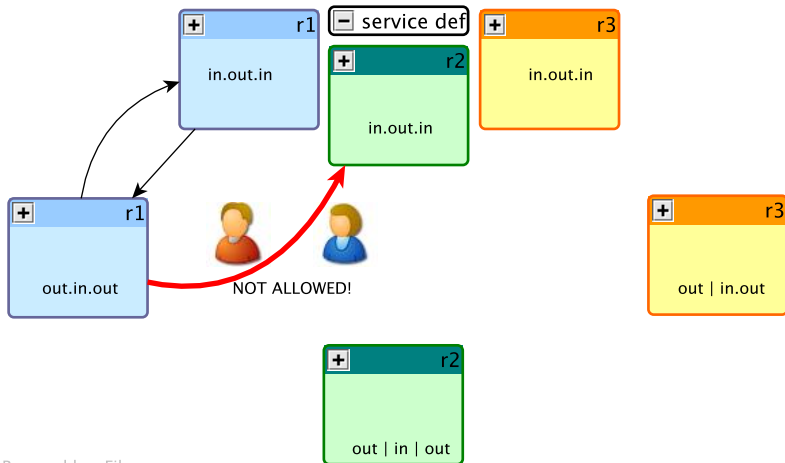 r1
service def
r3
r2
in.out.in
in.out.in
in.out.in
r1
r3
out.in.out
NOT ALLOWED!
out | in.out
r2
out | in | out